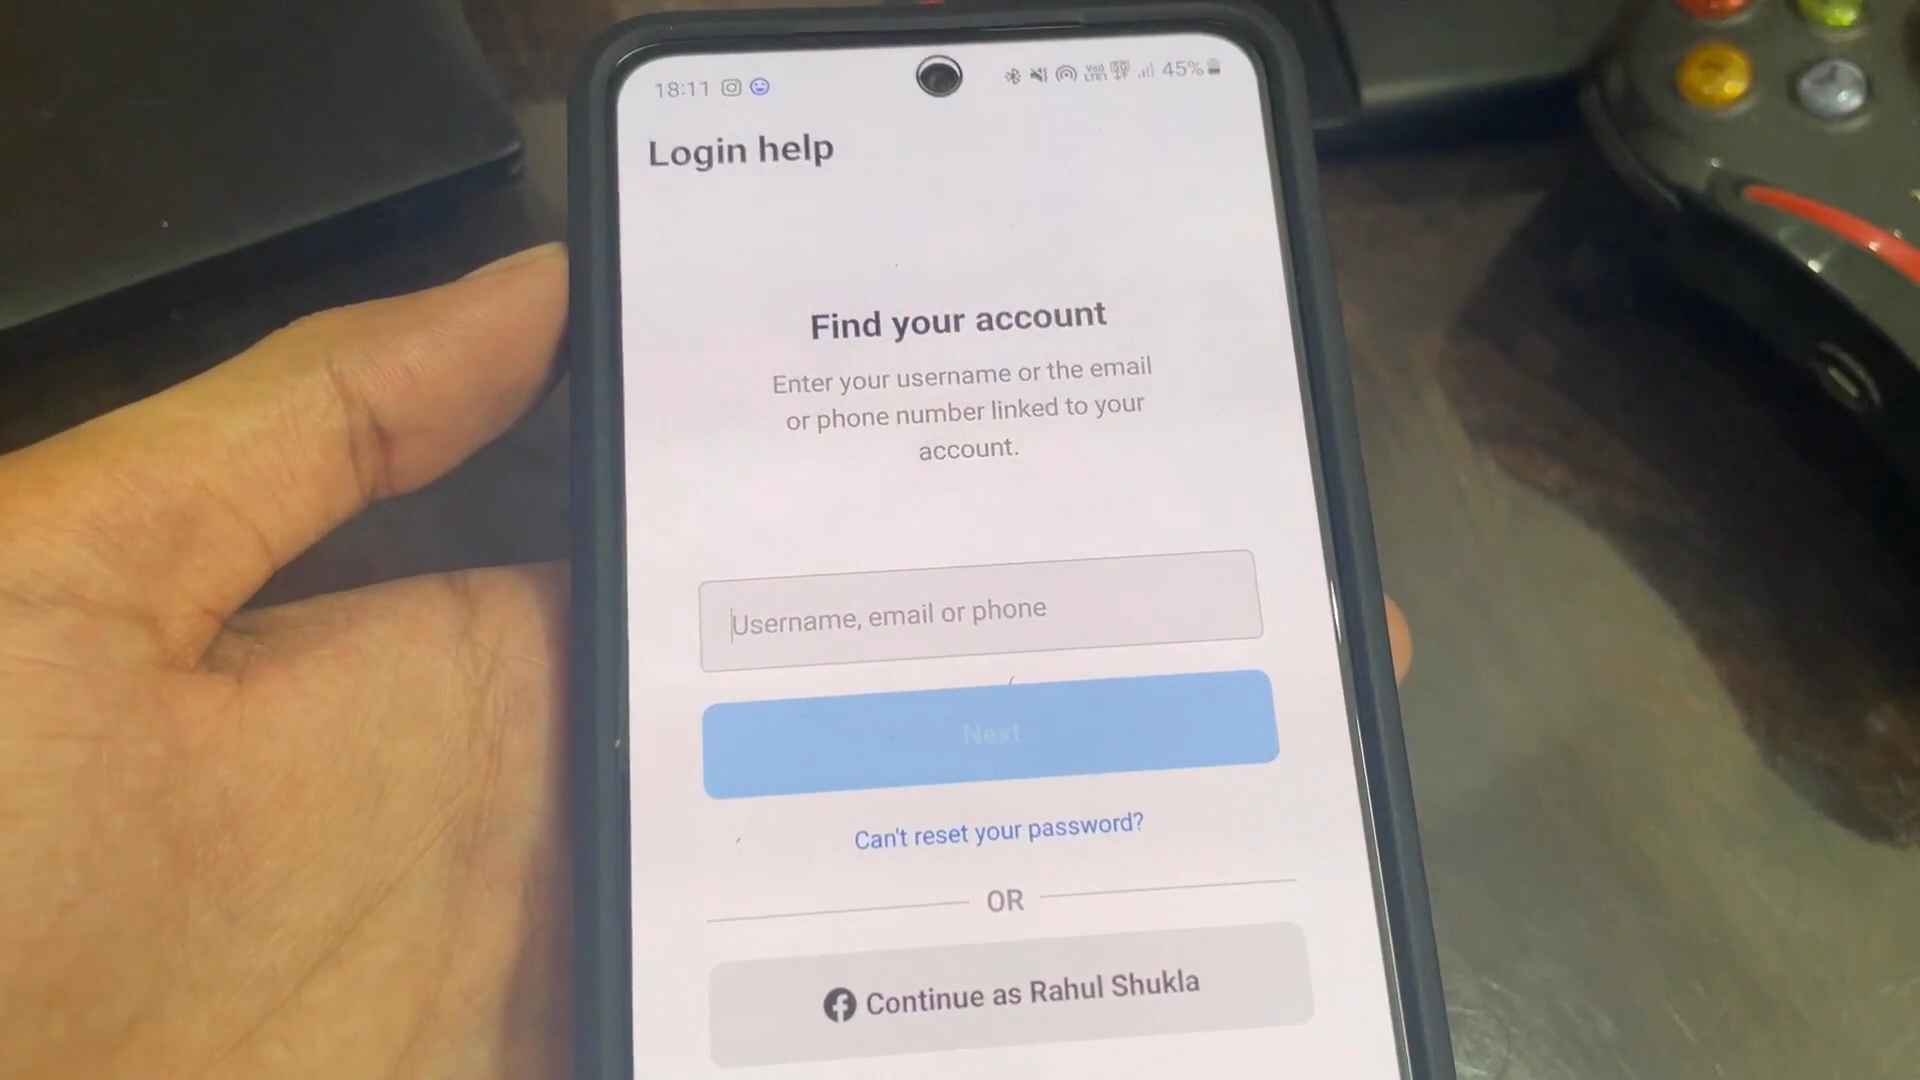 18:11 45%
Login help
Find your account
Enter your username or the email
or phone number linked to your
account.
Username, email or phone
Next
Can't reset your password?
OR
Continue as Rahul Shukla